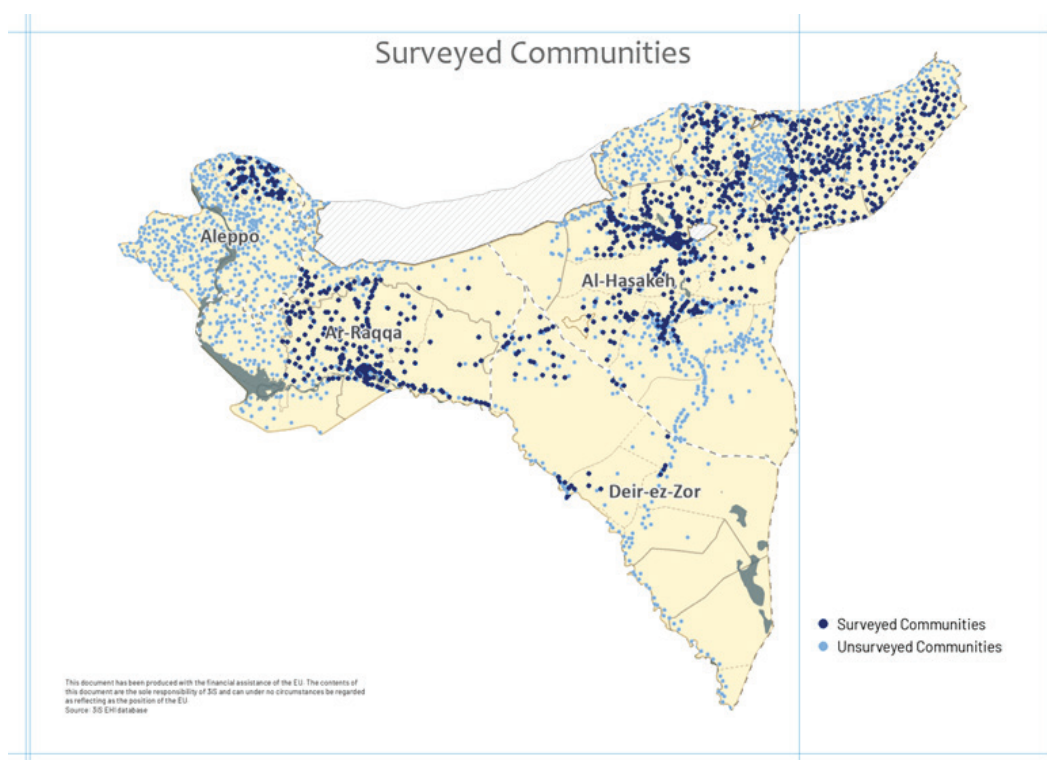 Surveyed Communities
Aleppo
Al-Hasakeh
Ar-Raqqa
Deir-ez-Zor
Surveyed Communities
Unsurveyed Communities
This document has been produced with the financial assistance of the EU. The contents of
this document are the sole responsibility of 3iS and can under no circumstances be regarded
as reflecting as the position of the EU
Source: 3iS EHI database